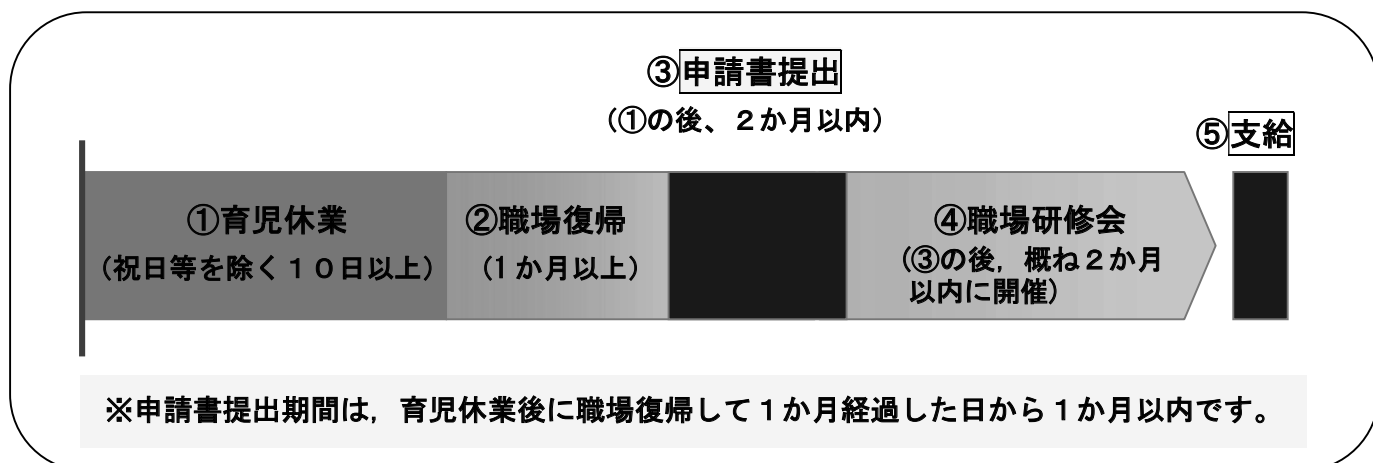 ③申請書提出
（①の後、２か月以内）
⑤支給
①育児休業
（祝日等を除く１０日以上）
②職場復帰
（1か月以上）
④職場研修会
（③の後，概ね２か月
以内に開催）
※申請書提出期間は，育児休業後に職場復帰して１か月経過した日から１か月以内です。